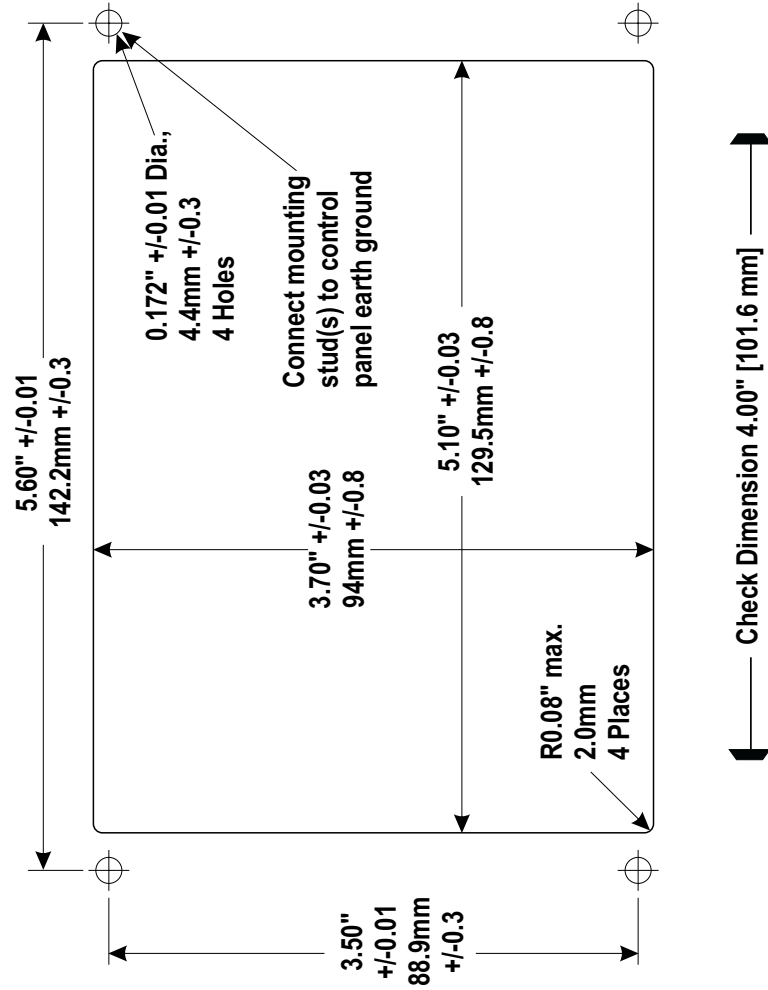 5.60" +/-0.01
142.2mm +/-0.3
0.172" +/-0.01 Dia.,
4.4mm +/-0.3
4 Holes
Connect mounting
stud(s) to control
panel earth ground
3.70" +/-0.03
94mm +/-0.8
5.10" +/-0.03
129.5mm +/-0.8
R0.08" max.
2.0mm
4 Places
3.50"
+/-0.01
88.9mm
+/-0.3
Check Dimension 4.00" [101.6 mm]